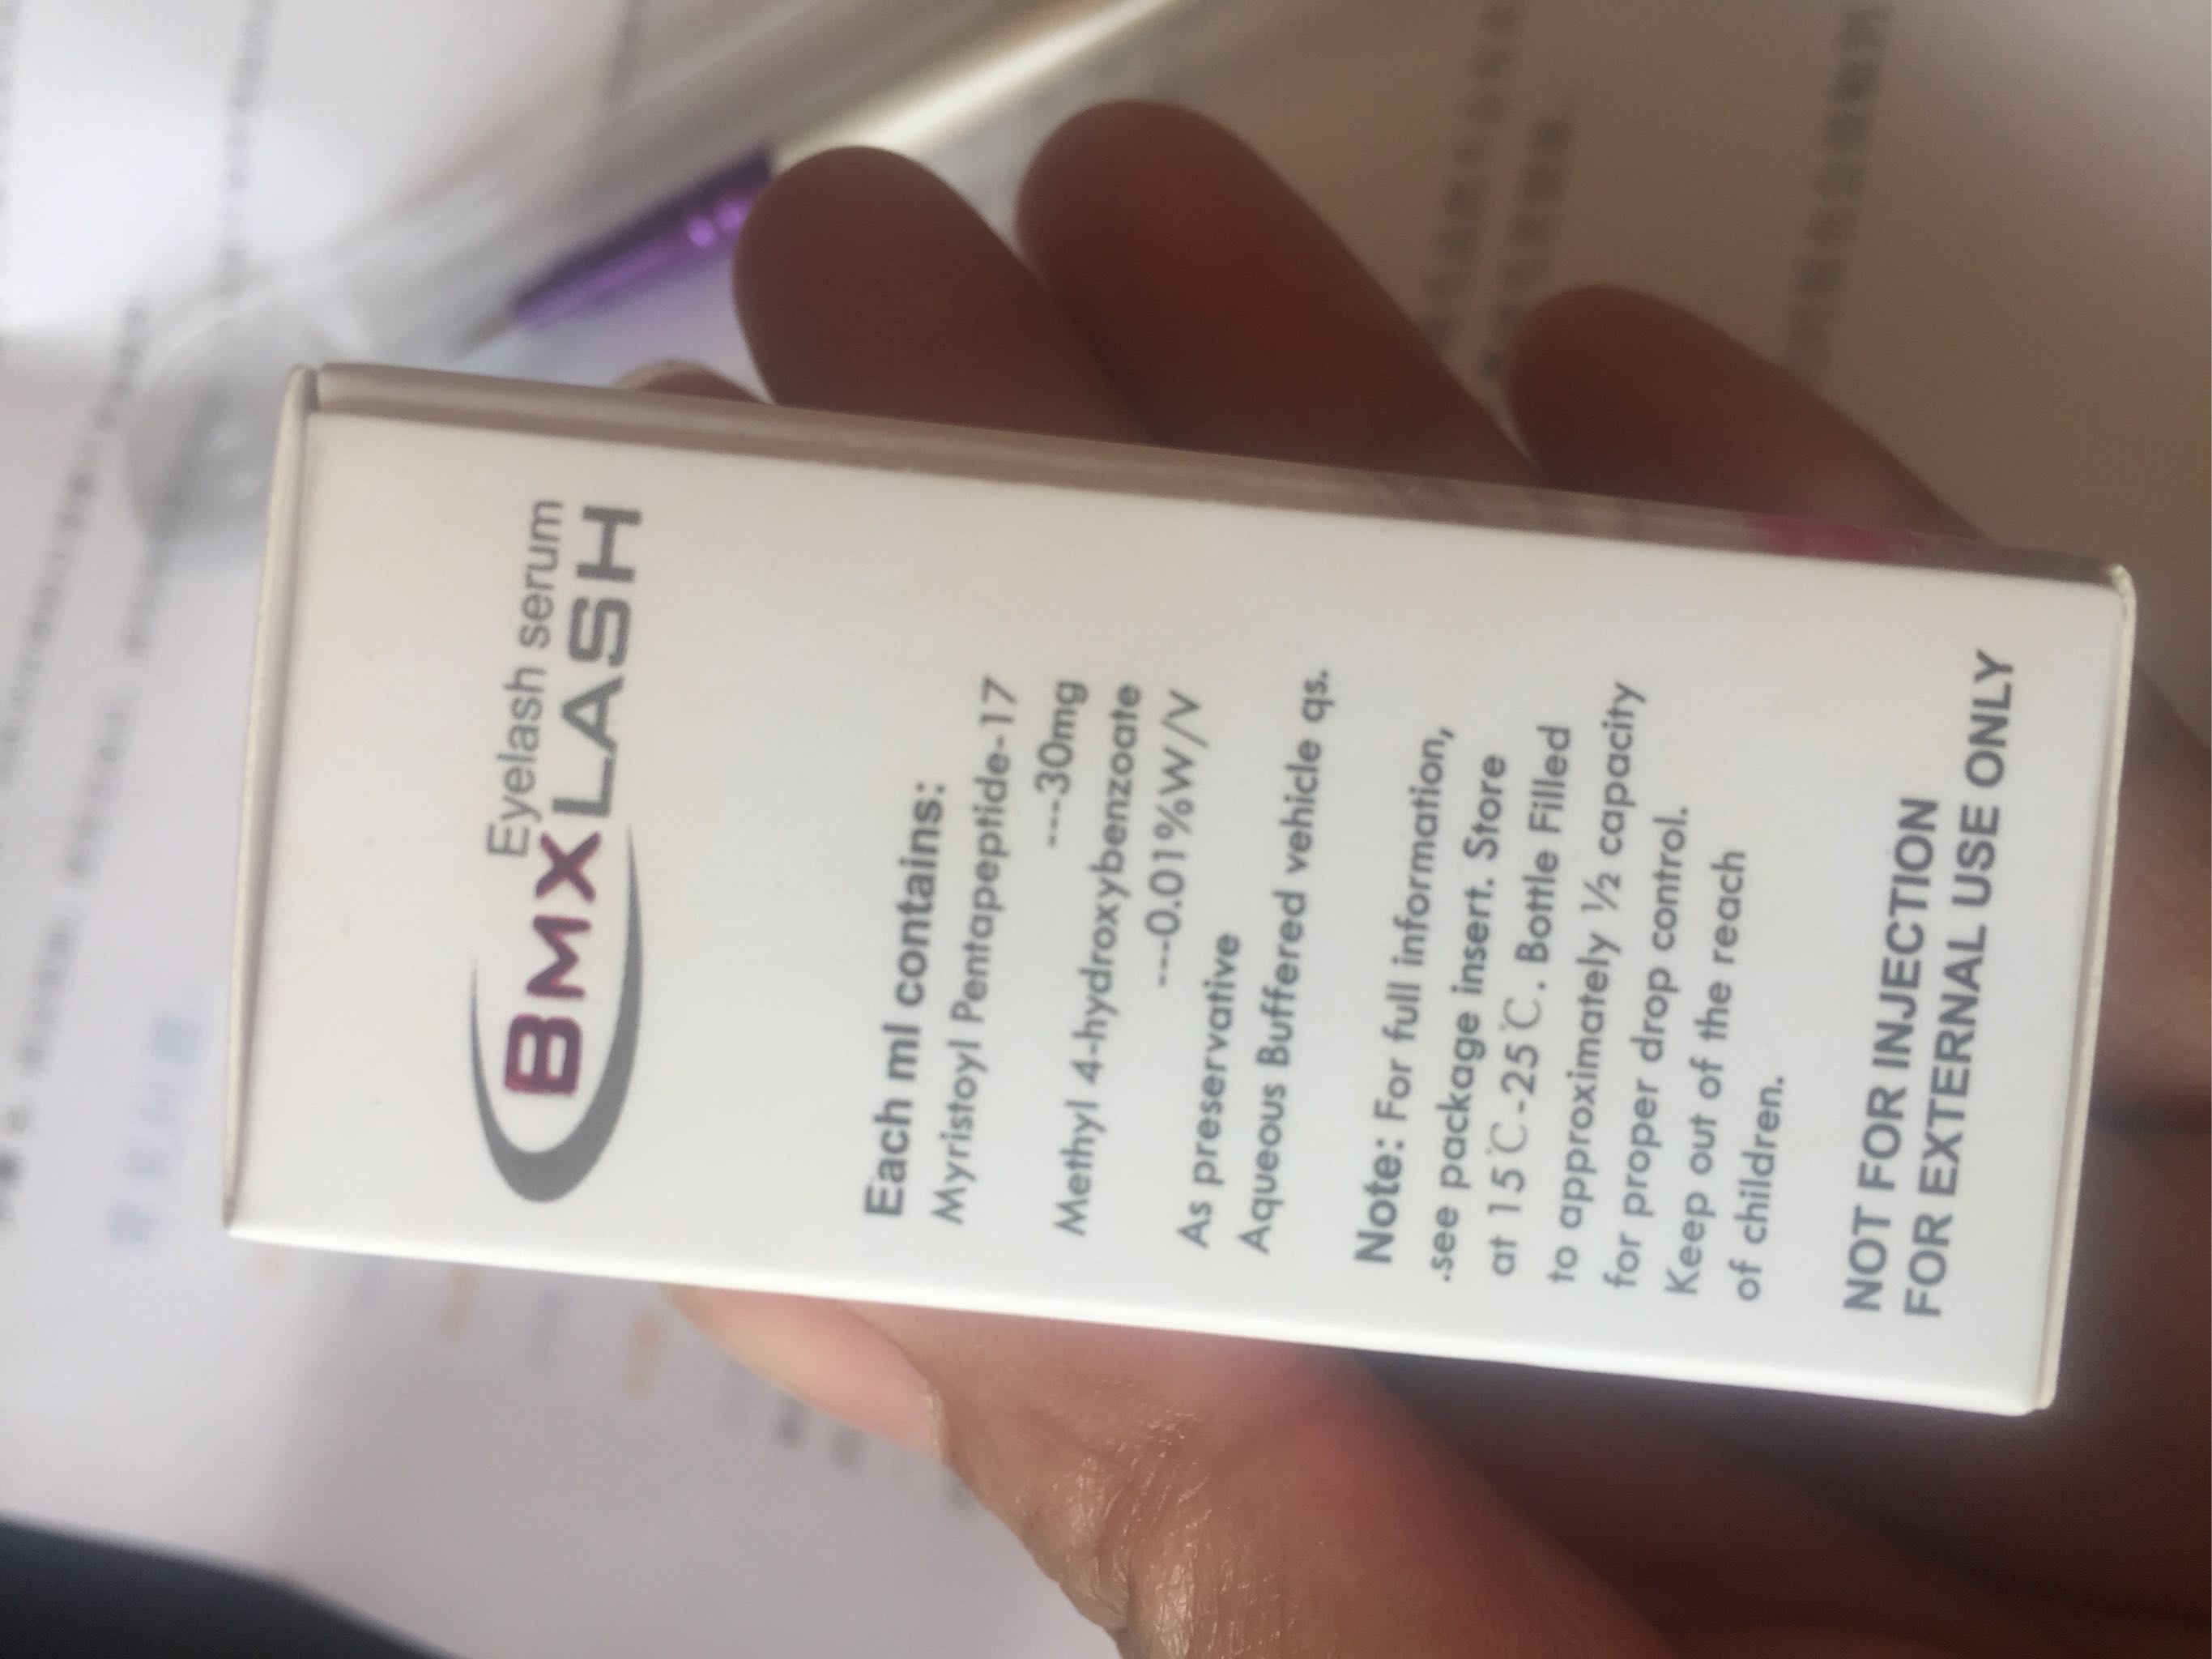 Eyelash serum
BMXLASH
Each ml contains:
Myristoyl Pentapeptide-17
---30mg
Methyl 4-hydroxybenzoate
---0.01%W/V
As preservative
Aqueous Buffered vehicle qs.
Note: For full information,
.see package insert. Store
at 15℃-25℃. Bottle Filled
to approximately ½ capacity
for proper drop control.
Keep out of the reach
of children.
NOT FOR INJECTION
FOR EXTERNAL USE ONLY